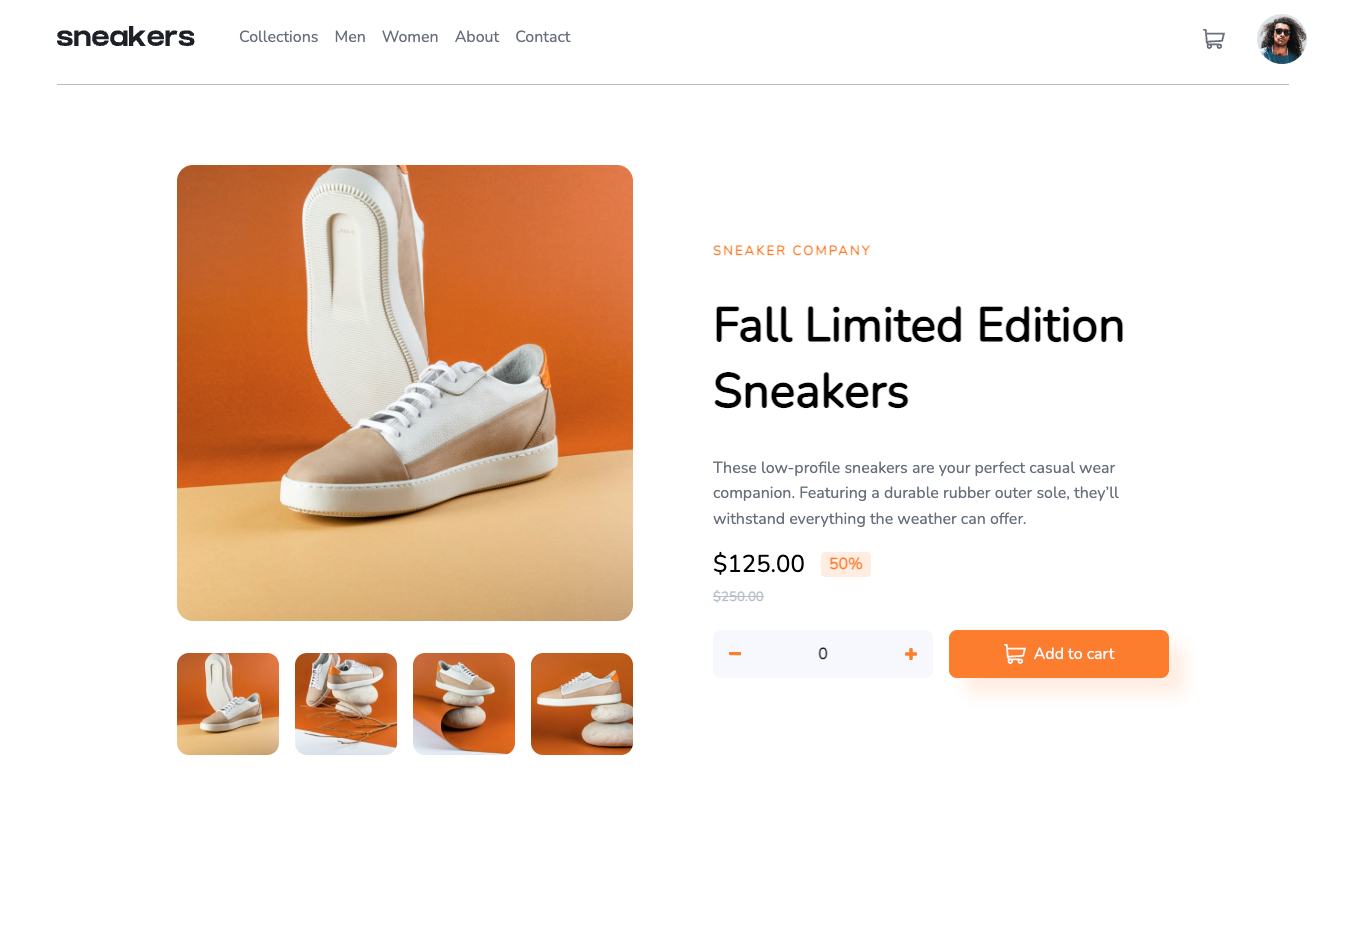 sneakers
Collections Men Women About Contact
SNEAKER COMPANY
Fall Limited Edition
Sneakers
These low-profile sneakers are your perfect casual wear
companion. Featuring a durable rubber outer sole, they’ll
withstand everything the weather can offer.
$125.00 50%
$250.00
0 Add to cart